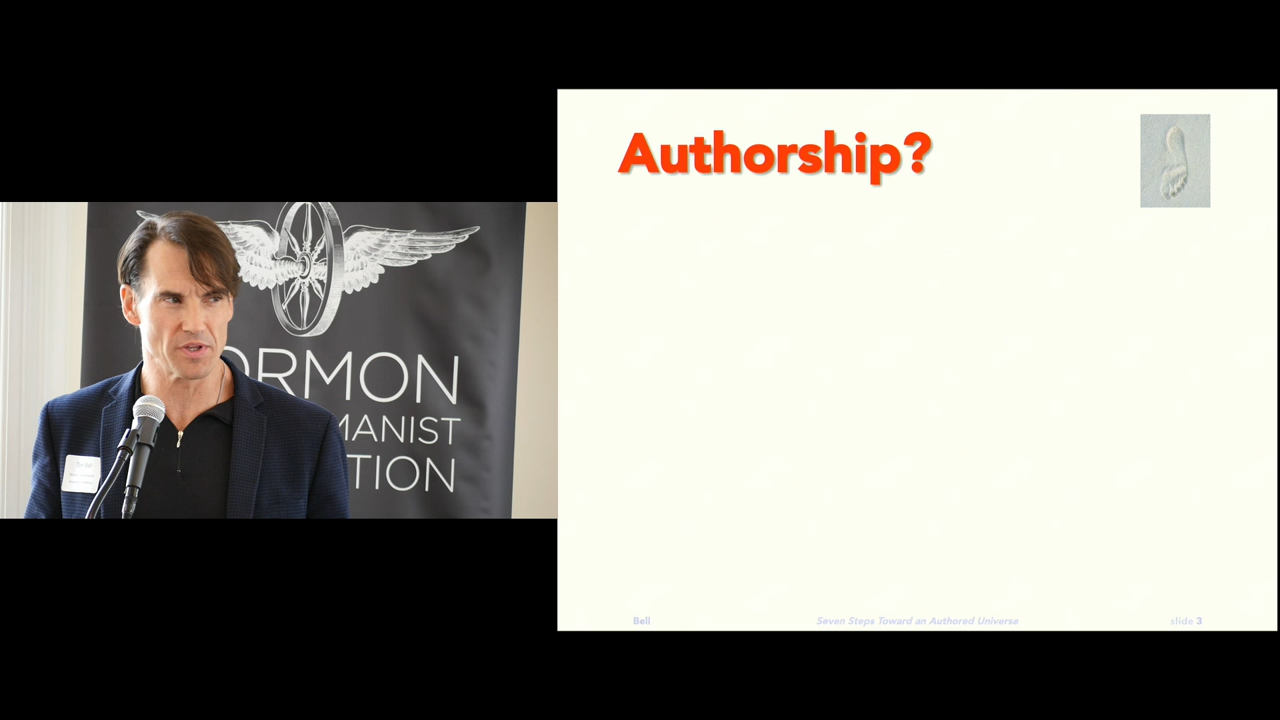 ORMON
MANIST
TION
Authorship?
Bell
Seven Steps Toward an Authored Universe
slide 3